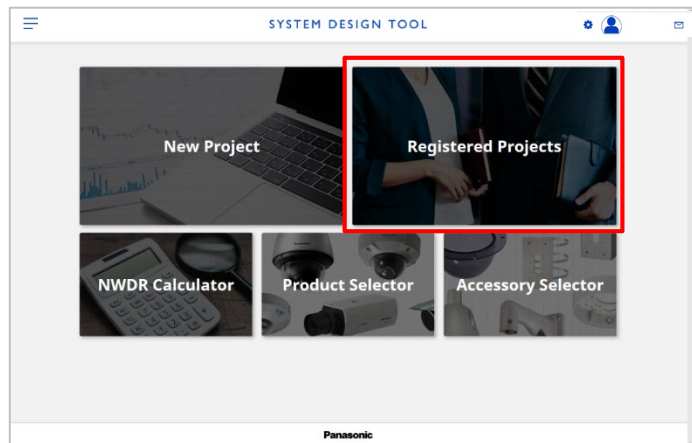 SYSTEM DESIGN TOOL
New Project
Registered Projects
NWDR Calculator
Product Selector
Accessory Selector
Panasonic